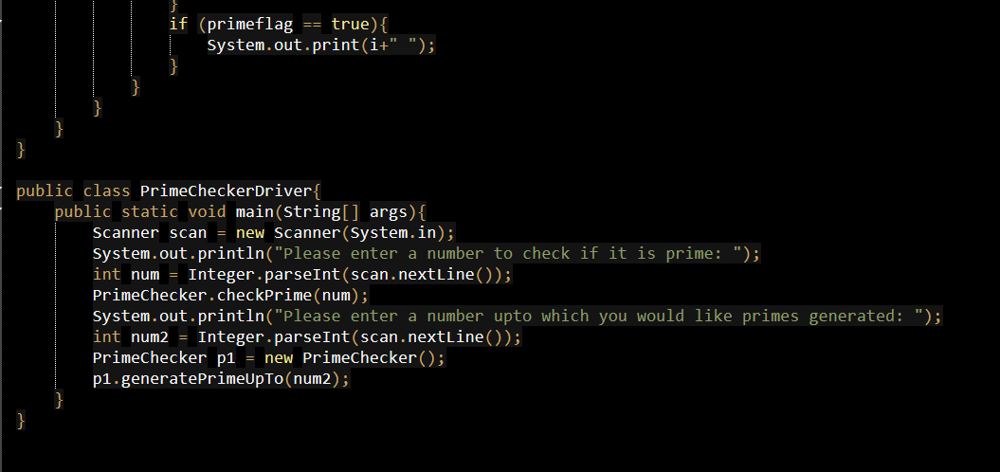 }
if (primeflag == true){
System.out.print(i+" ");
}
}
}
}
}
public class PrimeCheckerDriver{
public static void main(String[] args){
Scanner scan = new Scanner(System.in);
System.out.println("Please enter a number to check if it is prime: ");
int num = Integer.parseInt(scan.nextLine());
PrimeChecker.checkPrime(num);
System.out.println("Please enter a number upto which you would like primes generated: ");
int num2 = Integer.parseInt(scan.nextLine());
PrimeChecker p1 = new PrimeChecker();
p1.generatePrimeUpTo(num2);
}
}